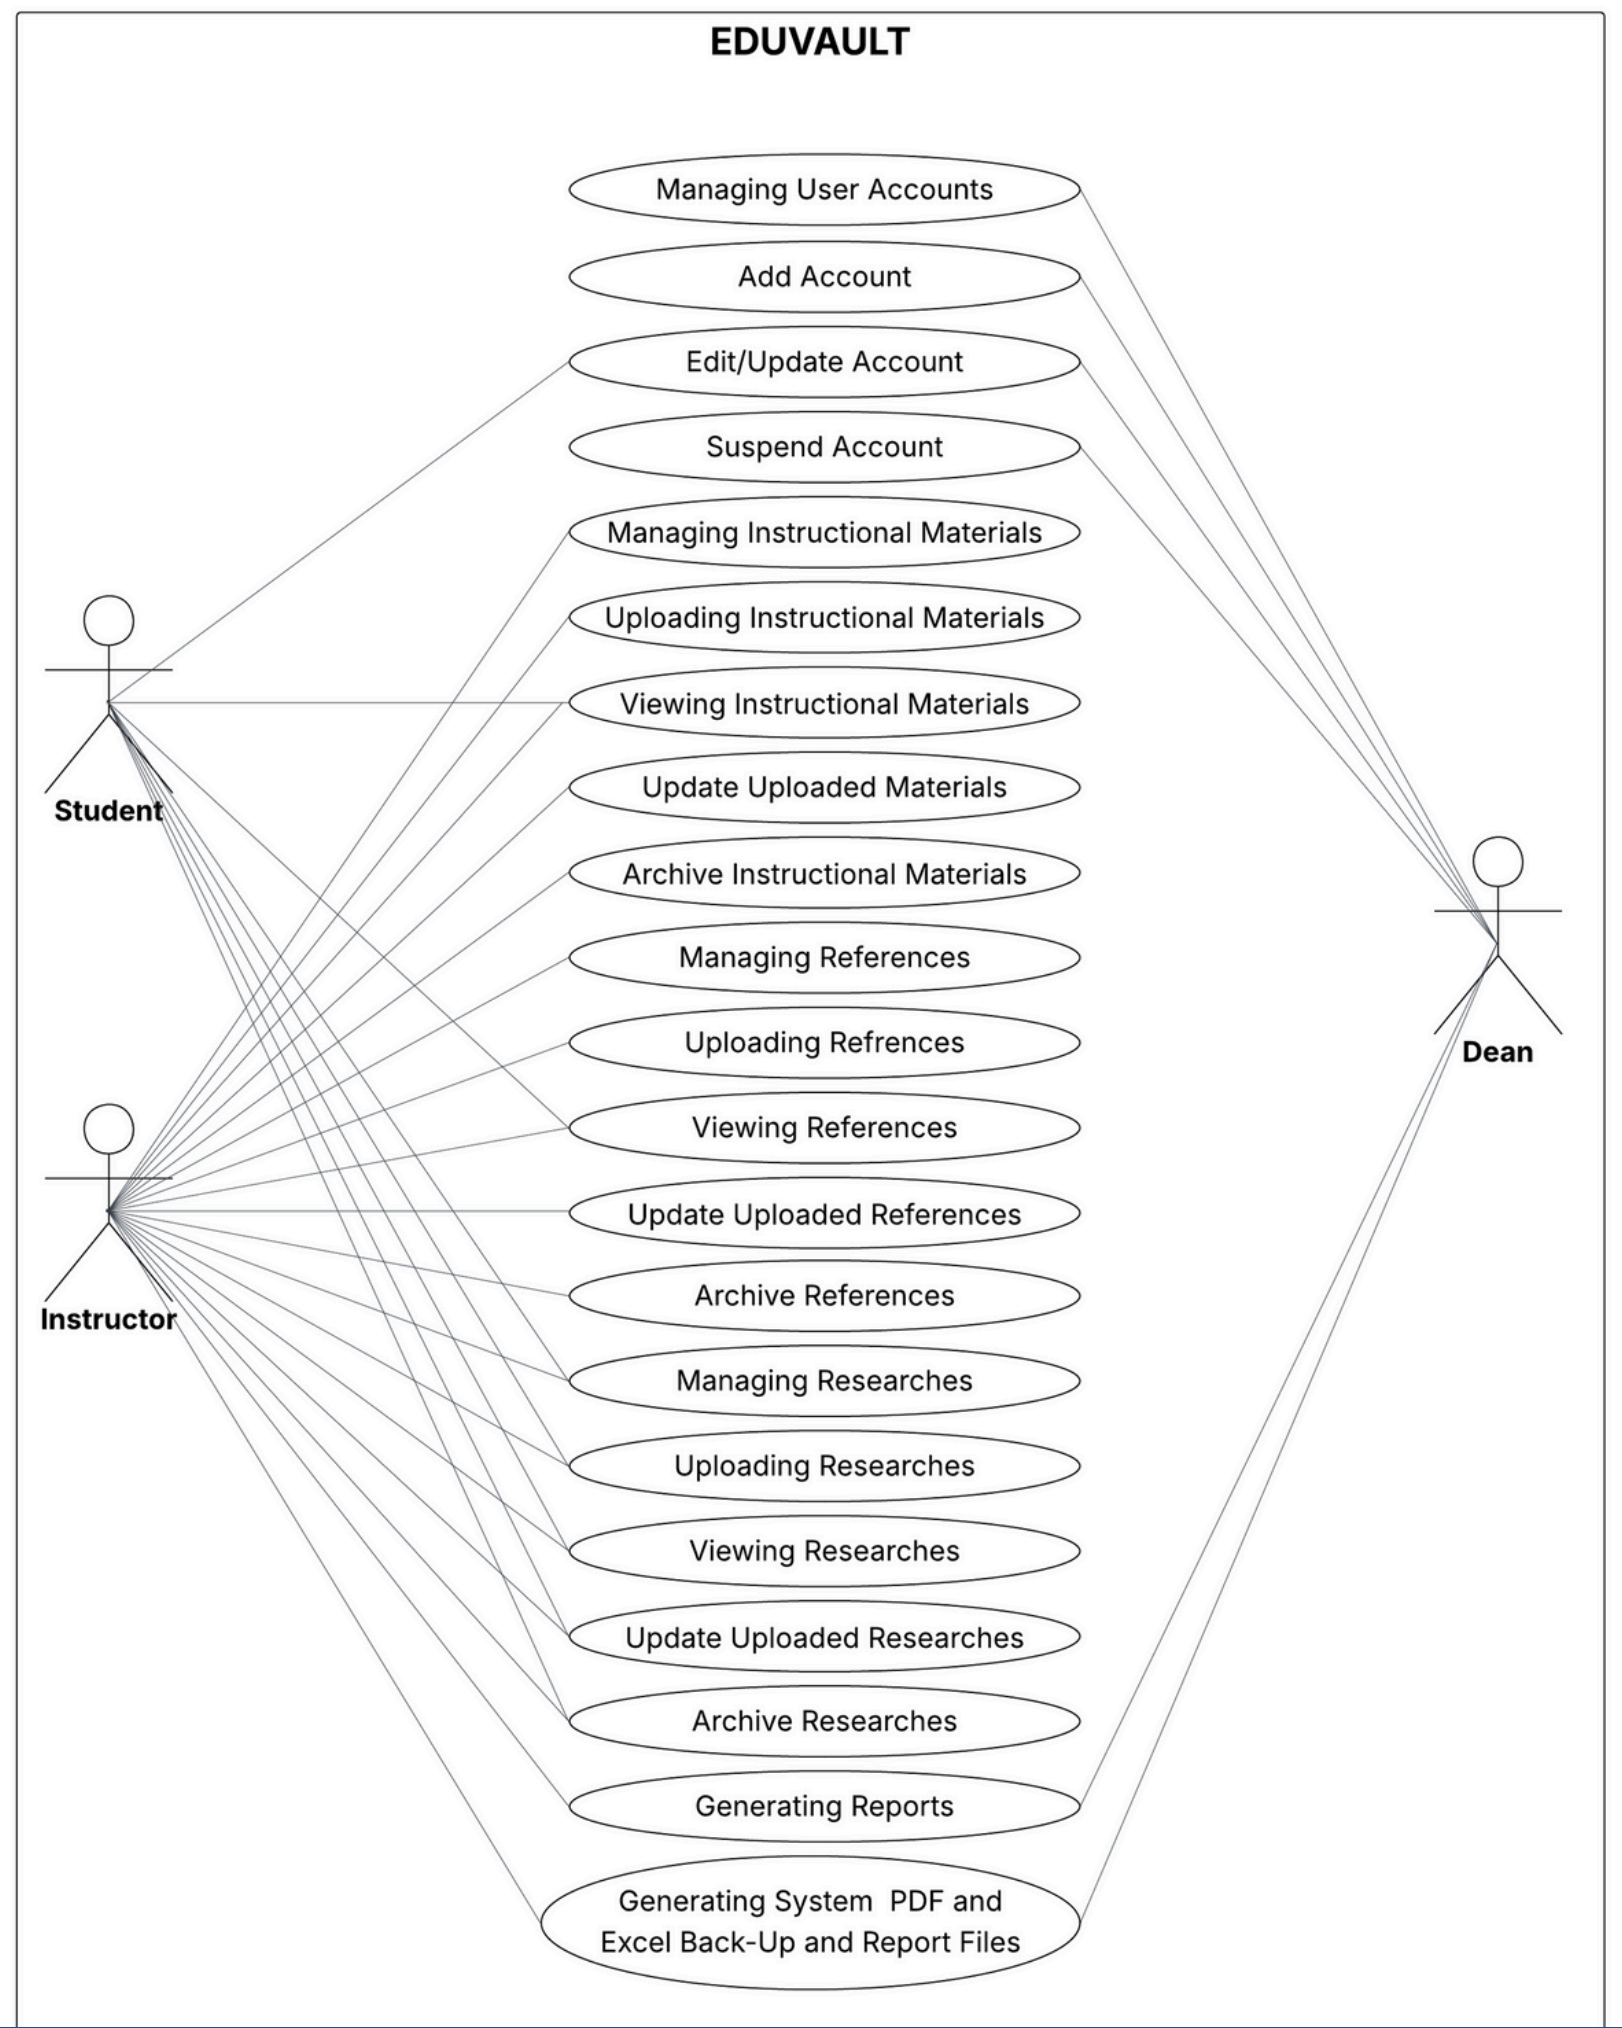 EDUVAULT
Managing User Accounts
Add Account
Edit/Update Account
Suspend Account
Managing Instructional Materials
Uploading Instructional Materials
Viewing Instructional Materials
Update Uploaded Materials
Student
Archive Instructional Materials
Managing References
Uploading Refrences
Dean
Viewing References
Update Uploaded References
Archive References
Instructor
Managing Researches
Uploading Researches
Viewing Researches
Update Uploaded Researches
Archive Researches
Generating Reports
Generating System  PDF and
Excel Back-Up and Report Files